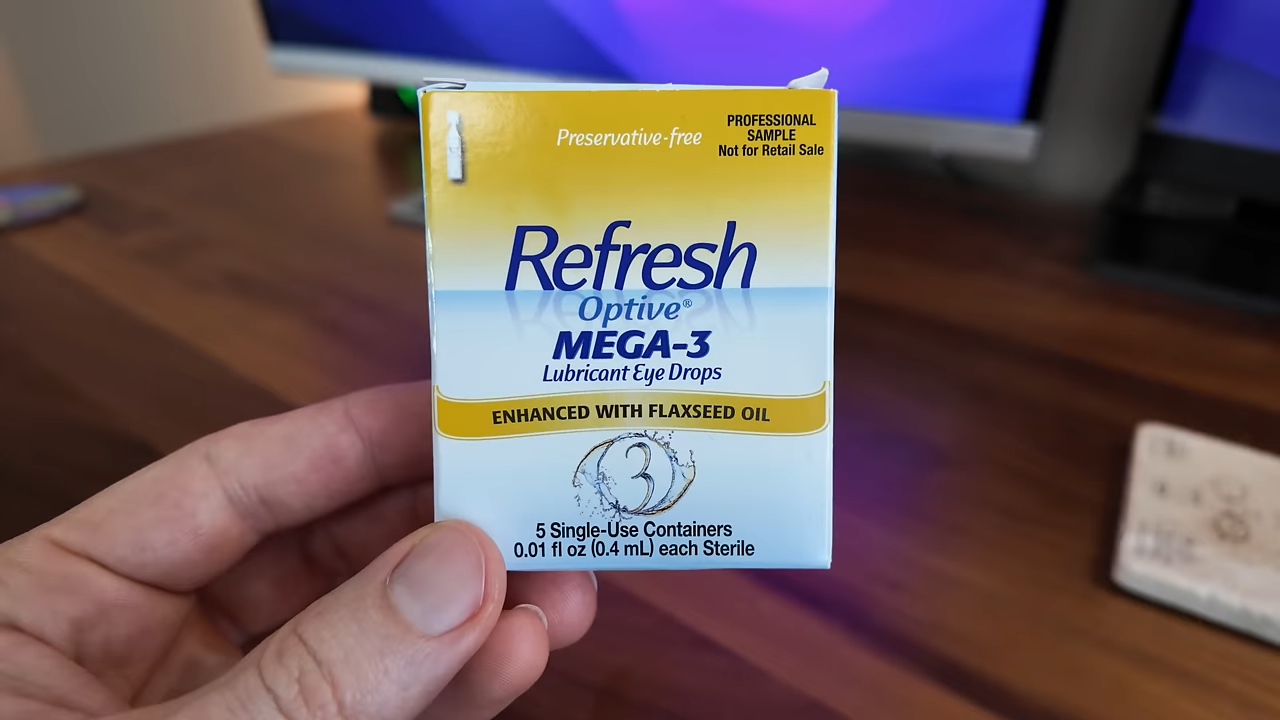 Preservative-free
PROFESSIONAL
SAMPLE
Not for Retail Sale
Refresh
Optive®
MEGA-3
Lubricant Eye Drops
ENHANCED WITH FLAXSEED OIL
3
5 Single-Use Containers
0.01 fl oz (0.4 mL) each Sterile